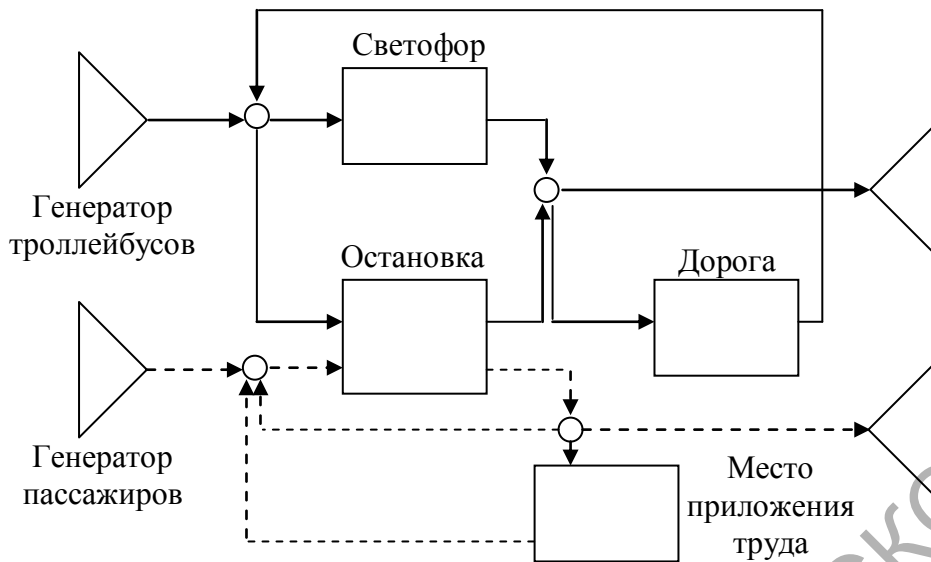 Светофор
Генератор
троллейбусов
Остановка
Дорога
Генератор
пассажиров
Место
приложения
труда